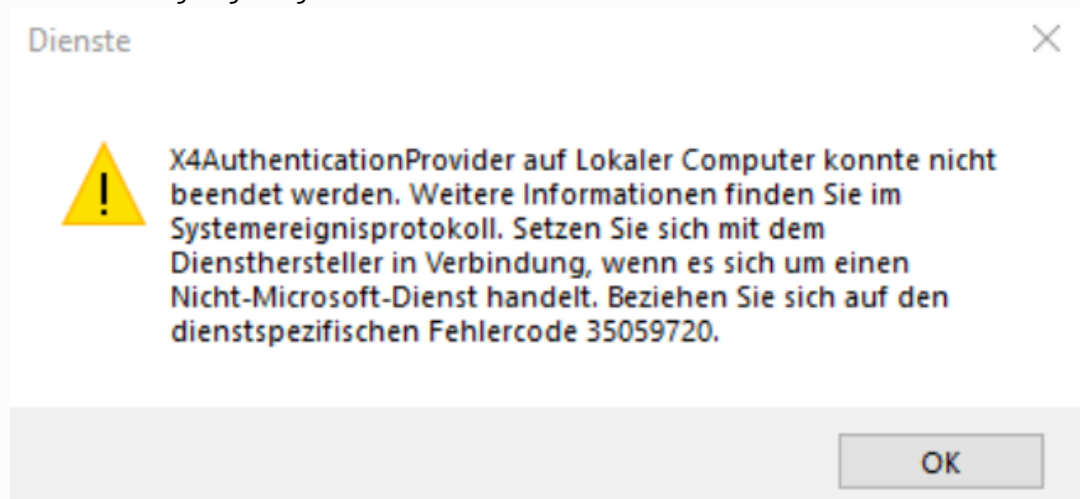 Dienste
X4AuthenticationProvider auf Lokaler Computer konnte nicht
beendet werden. Weitere Informationen finden Sie im
Systemereignisprotokoll. Setzen Sie sich mit dem
Diensthersteller in Verbindung, wenn es sich um einen
Nicht-Microsoft-Dienst handelt. Beziehen Sie sich auf den
dienstspezifischen Fehlercode 35059720.
OK